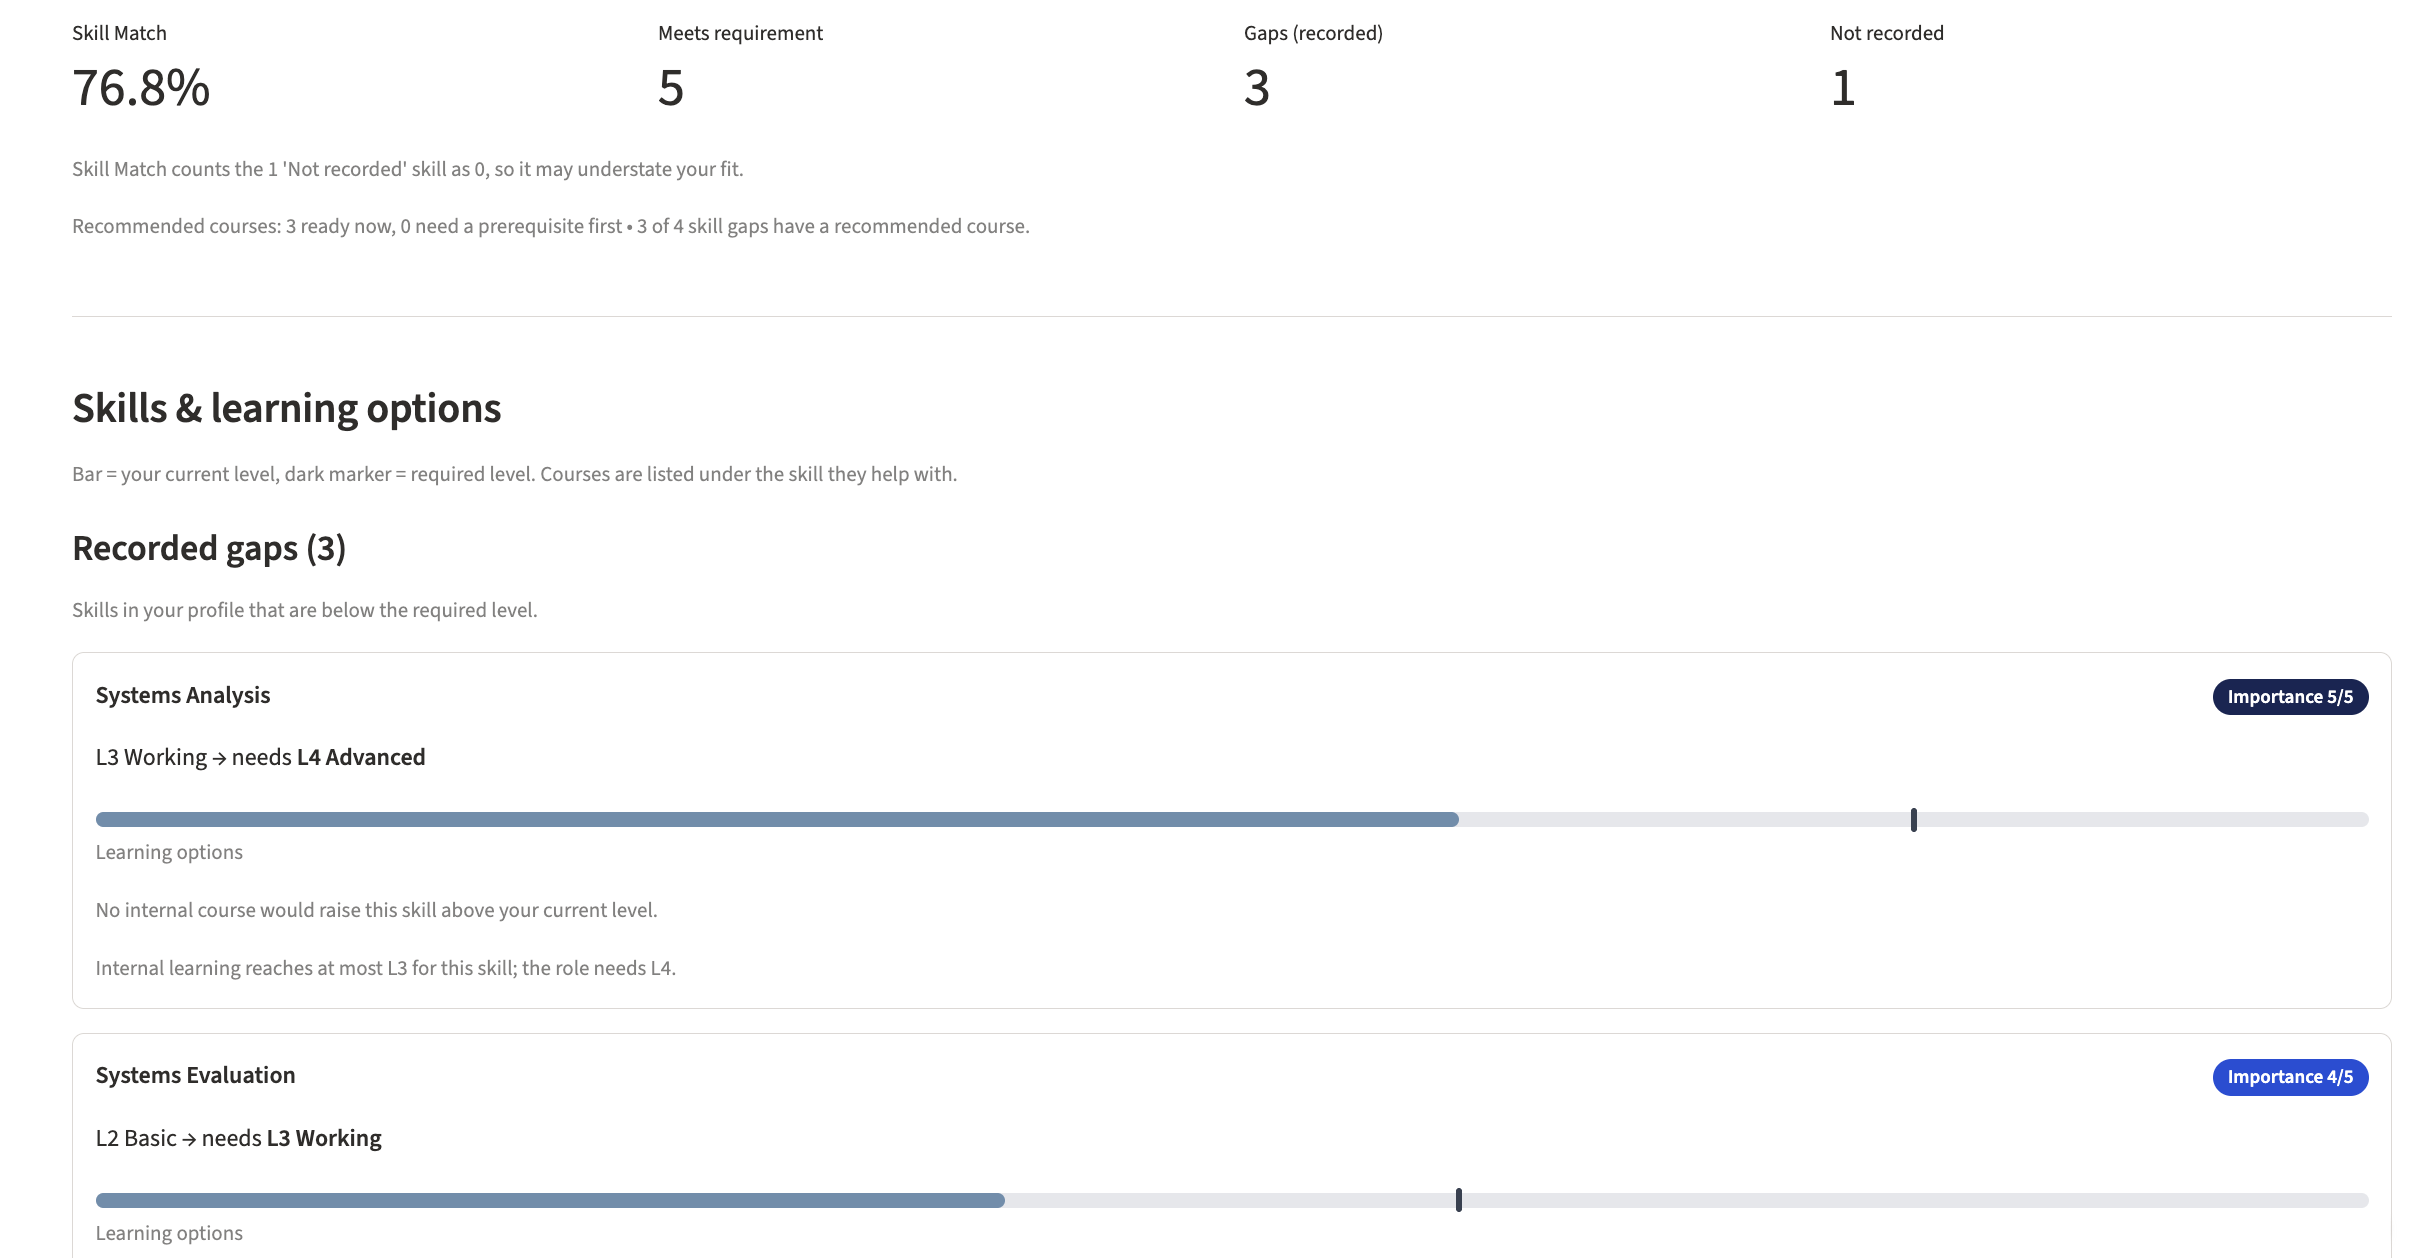 Skill Match
76.8%
Meets requirement
5
Gaps (recorded)
3
Not recorded
1
Skill Match counts the 1 'Not recorded' skill as 0, so it may understate your fit.
Recommended courses: 3 ready now, 0 need a prerequisite first • 3 of 4 skill gaps have a recommended course.
Skills & learning options
Bar = your current level, dark marker = required level. Courses are listed under the skill they help with.
Recorded gaps (3)
Skills in your profile that are below the required level.
Systems Analysis
Importance 5/5
L3 Working → needs L4 Advanced
Learning options
No internal course would raise this skill above your current level.
Internal learning reaches at most L3 for this skill; the role needs L4.
Systems Evaluation
Importance 4/5
L2 Basic → needs L3 Working
Learning options